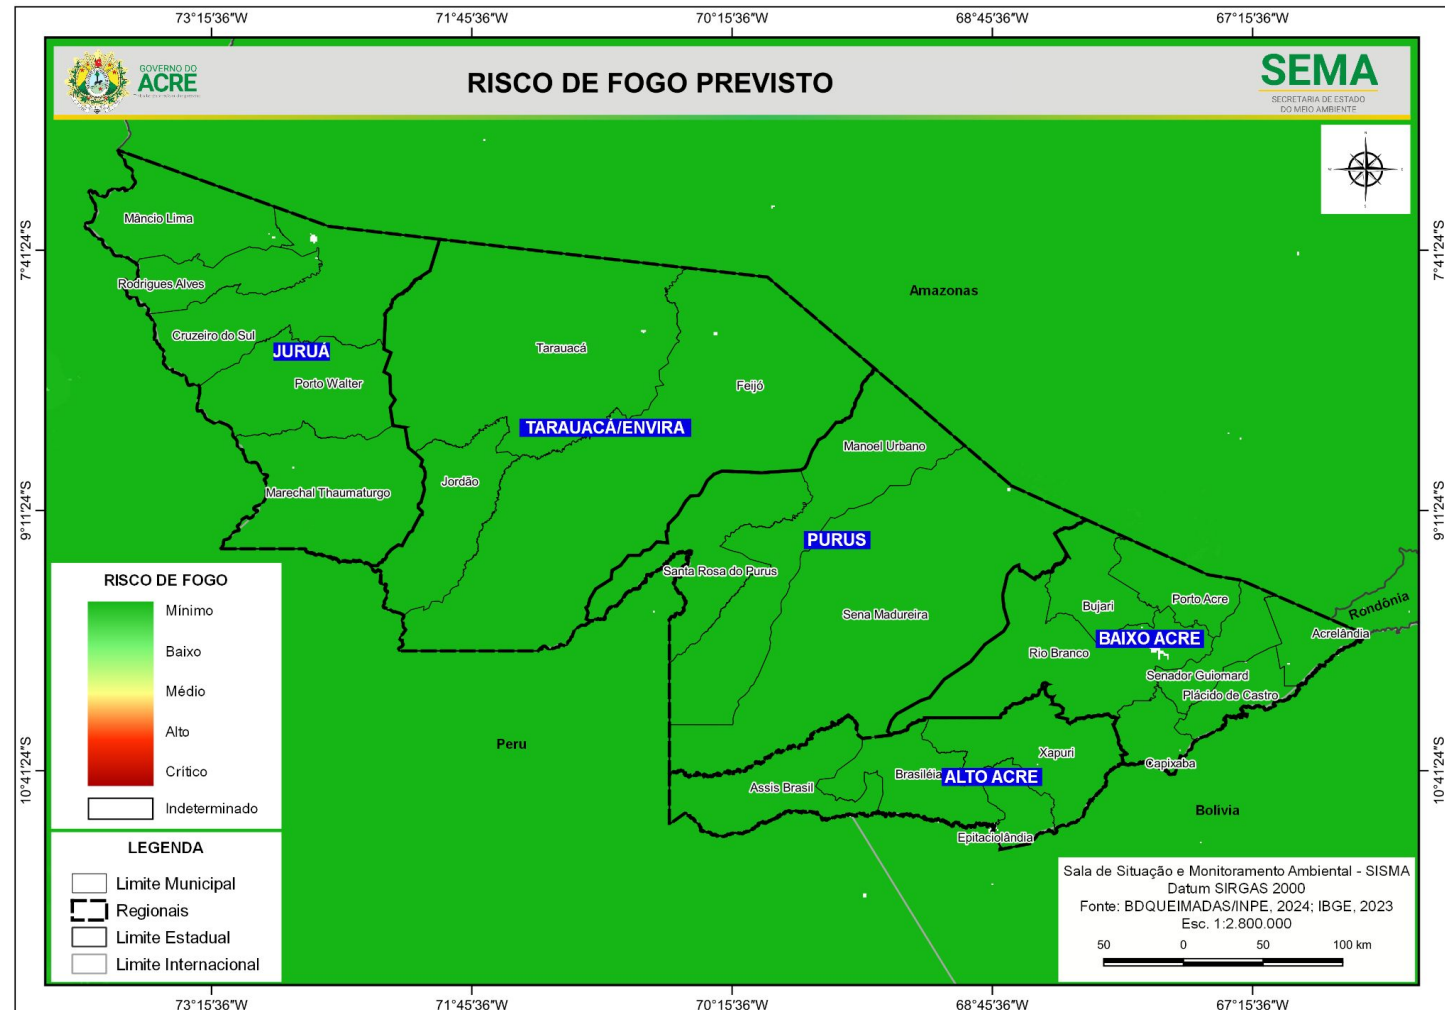 73°15'36"W 71°45'36"W 70°15'36"W 68°45'36"W 67°15'36"W
GOVERNO DO
ACRE
RISCO DE FOGO PREVISTO
SEMA
SECRETARIA DE ESTADO
DO MEIO AMBIENTE
N
Mâncio Lima
7°41'24"S
7°41'24"S
Rodrigues Alves
Amazonas
Cruzeiro do Sul
JURUÁ
Tarauacá
Porto Walter
Feijó
TARAUACÁ/ENVIRA
Manoel Urbano
Jordão
Marechal Thaumaturgo
9°11'24"S
9°11'24"S
PURUS
Santa Rosa do Purus
Sena Madureira
Bujari
Porto Acre
Rondônia
Acrelândia
BAIXO ACRE
Rio Branco
Senador Guiomard
Plácido de Castro
Peru
Xapuri
Capixaba
10°41'24"S
10°41'24"S
Brasiléia
ALTO ACRE
Assis Brasil
Bolivia
Epitaciolândia
RISCO DE FOGO
Mínimo
Baixo
Médio
Alto
Crítico
Indeterminado
LEGENDA
Limite Municipal
Regionais
Limite Estadual
Limite Internacional
Sala de Situação e Monitoramento Ambiental - SISMA
Datum SIRGAS 2000
Fonte: BDQUEIMADAS/INPE, 2024; IBGE, 2023
Esc. 1:2.800.000
50 0 50 100 km
73°15'36"W 71°45'36"W 70°15'36"W 68°45'36"W 67°15'36"W